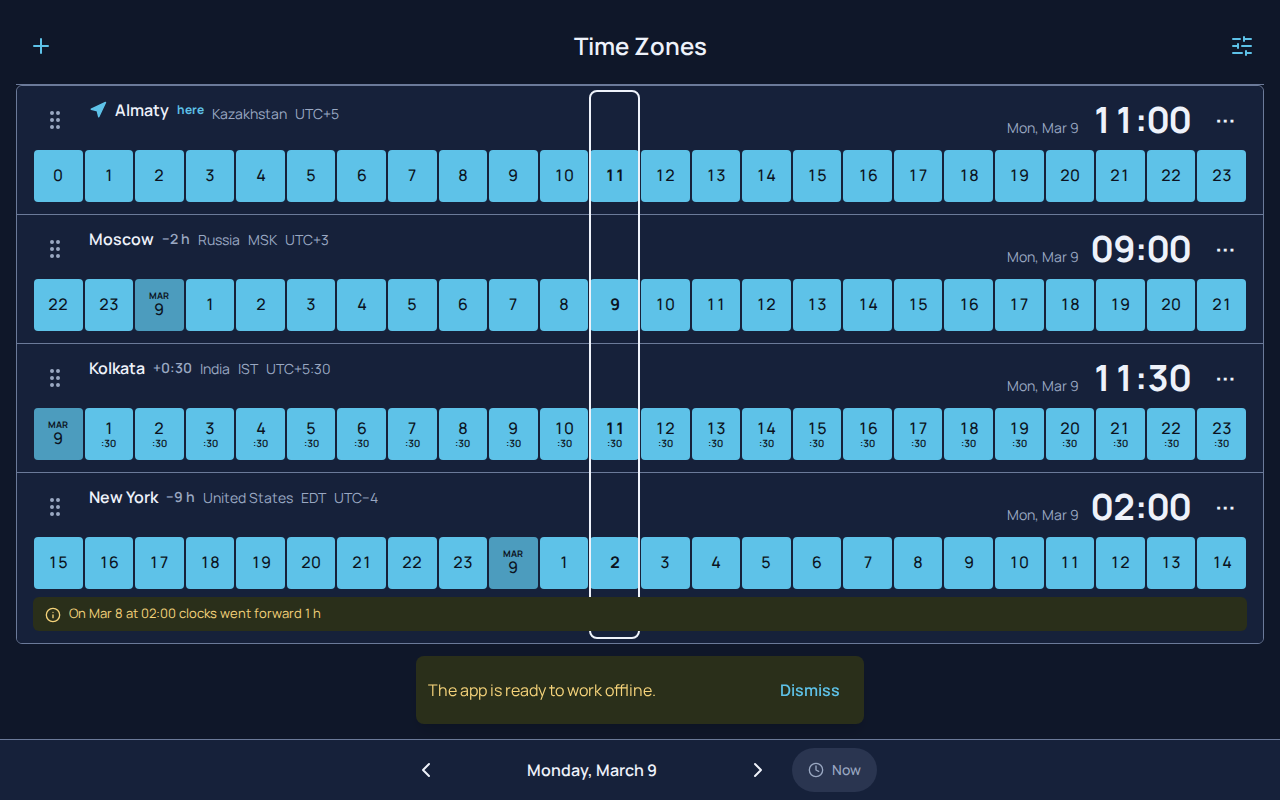 Time Zones
Almaty here Kazakhstan UTC+5
Mon, Mar 9 11:00
0 1 2 3 4 5 6 7 8 9 10 11 12 13 14 15 16 17 18 19 20 21 22 23
Moscow −2 h Russia MSK UTC+3
Mon, Mar 9 09:00
22 23 MAR 9 1 2 3 4 5 6 7 8 9 10 11 12 13 14 15 16 17 18 19 20 21
Kolkata +0:30 India IST UTC+5:30
Mon, Mar 9 11:30
MAR 9 1:30 2:30 3:30 4:30 5:30 6:30 7:30 8:30 9:30 10:30 11:30 12:30 13:30 14:30 15:30 16:30 17:30 18:30 19:30 20:30 21:30 22:30 23:30
New York −9 h United States EDT UTC−4
Mon, Mar 9 02:00
15 16 17 18 19 20 21 22 23 MAR 9 1 2 3 4 5 6 7 8 9 10 11 12 13 14
On Mar 8 at 02:00 clocks went forward 1 h
The app is ready to work offline. Dismiss
Monday, March 9 Now